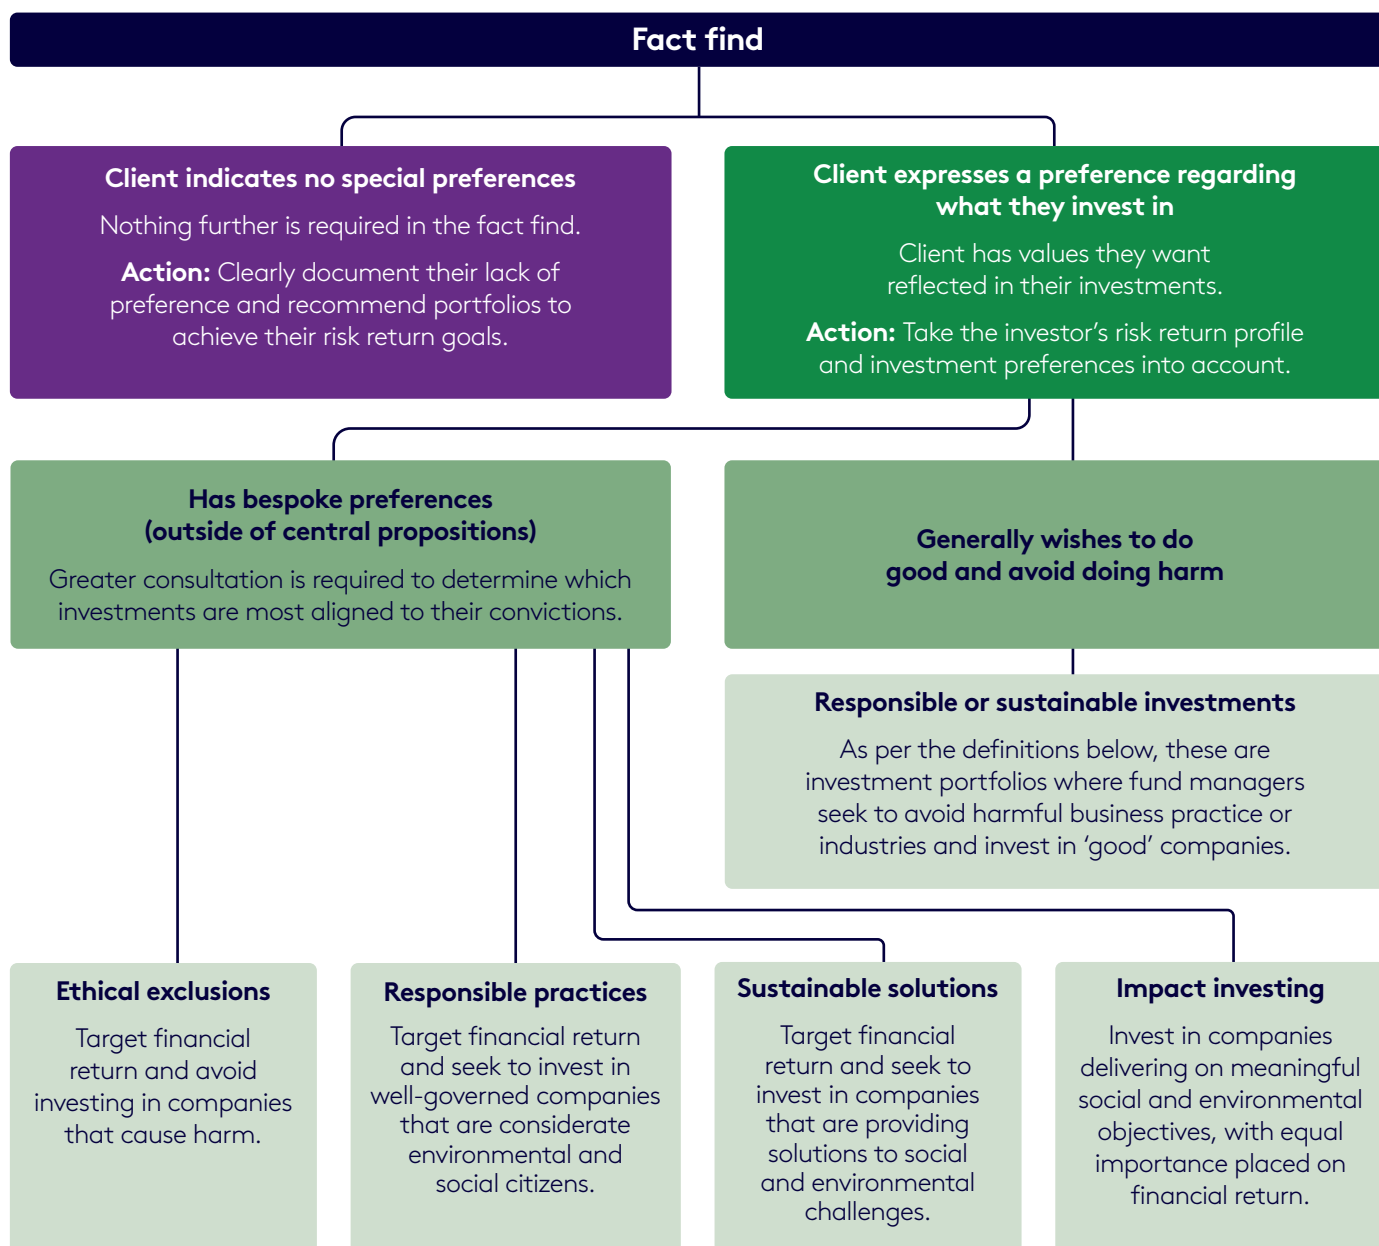 Fact find
Client indicates no special preferences
Nothing further is required in the fact find.
Action: Clearly document their lack of
preference and recommend portfolios to
achieve their risk return goals.
Client expresses a preference regarding
what they invest in
Client has values they want
reflected in their investments.
Action: Take the investor’s risk return profile
and investment preferences into account.
Has bespoke preferences
(outside of central propositions)
Greater consultation is required to determine which
investments are most aligned to their convictions.
Generally wishes to do
good and avoid doing harm
Responsible or sustainable investments
As per the definitions below, these are
investment portfolios where fund managers
seek to avoid harmful business practice or
industries and invest in ‘good’ companies.
Ethical exclusions
Target financial
return and avoid
investing in companies
that cause harm.
Responsible practices
Target financial return
and seek to invest in
well-governed companies
that are considerate
environmental and
social citizens.
Sustainable solutions
Target financial
return and seek to
invest in companies
that are providing
solutions to social
and environmental
challenges.
Impact investing
Invest in companies
delivering on meaningful
social and environmental
objectives, with equal
importance placed on
financial return.